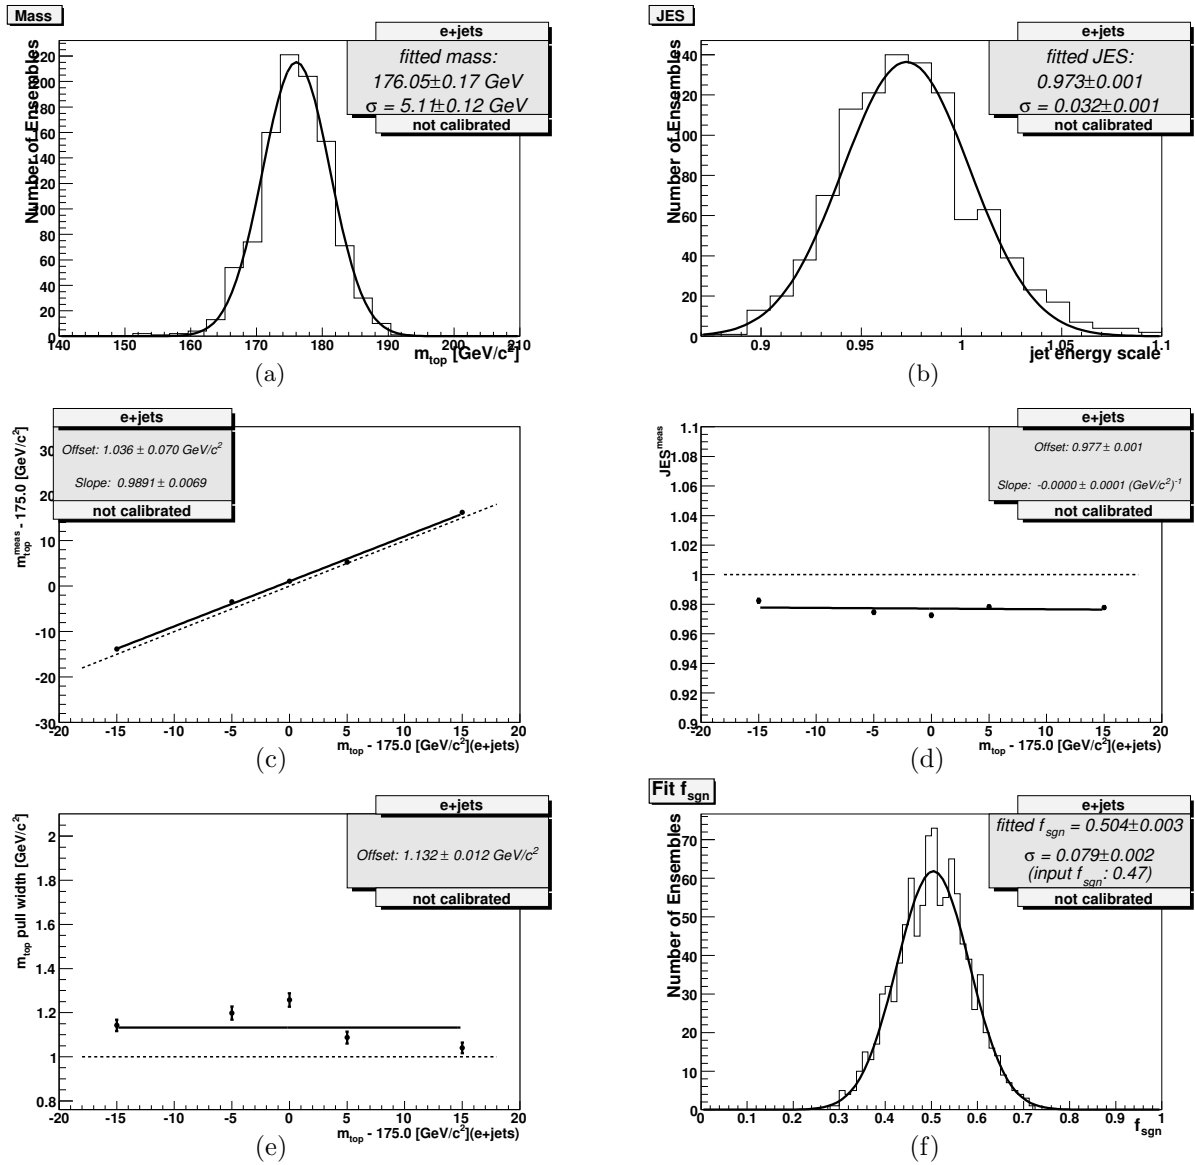 Mass
e+jets
fitted mass:
176.05±0.17 GeV
σ = 5.11±0.12 GeV
not calibrated
Number of Ensembles
220
200
180
160
140
120
100
80
60
40
20
0
140 150 160 170 180 190 200 210
m_top [GeV/c²]
(a)
JES
e+jets
fitted JES:
0.973±0.001
σ = 0.032±0.001
not calibrated
Number of Ensembles
140
120
100
80
60
40
20
0
0.9 0.95 1 1.05 1.1
jet energy scale
(b)
e+jets
Offset: 1.036 ± 0.070 GeV/c²
Slope: 0.9891 ± 0.0069
not calibrated
m_top^meas - 175.0 [GeV/c²]
30
20
10
0
-10
-20
-30
-20 -15 -10 -5 0 5 10 15 20
m_top - 175.0 [GeV/c²](e+jets)
(c)
e+jets
Offset: 0.977 ± 0.001
Slope: -0.0000 ± 0.0001 (GeV/c²)⁻¹
not calibrated
JES^meas
1.1
1.08
1.06
1.04
1.02
1
0.98
0.96
0.94
0.92
0.9
-20 -15 -10 -5 0 5 10 15 20
m_top - 175.0 [GeV/c²](e+jets)
(d)
e+jets
Offset: 1.132 ± 0.012 GeV/c²
not calibrated
m_top pull width [GeV/c²]
2
1.8
1.6
1.4
1.2
1
0.8
-20 -15 -10 -5 0 5 10 15 20
m_top - 175.0 [GeV/c²](e+jets)
(e)
Fit f_sgn
e+jets
fitted f_sgn = 0.504±0.003
σ = 0.079±0.002
(input f_sgn: 0.47)
not calibrated
Number of Ensembles
70
60
50
40
30
20
10
0
0 0.1 0.2 0.3 0.4 0.5 0.6 0.7 0.8 0.9 1
f_sgn
(f)